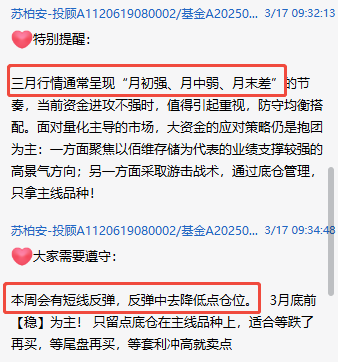 苏柏安-投顾A1120619080002/基金A20250... 3/17 09:32:13
特别提醒：
三月行情通常呈现“月初强、月中弱、月末差”的节
奏，当前资金进攻不强时，值得引起重视，防守均衡搭
配。面对量化主导的市场，大资金的应对策略仍是抱团
为主：一方面聚焦以佰维存储为代表的业绩支撑较强的
高景气方向；另一方面采取游击战术，通过底仓管理，
只拿主线品种！
苏柏安-投顾A1120619080002/基金A20250... 3/17 09:34:48
大家需要遵守：
本周会有短线反弹，反弹中去降低点仓位。 3月底前
【稳】为主！ 只留点底仓在主线品种上，适合等跌了
再买，等尾盘再买，等套利冲高就卖点